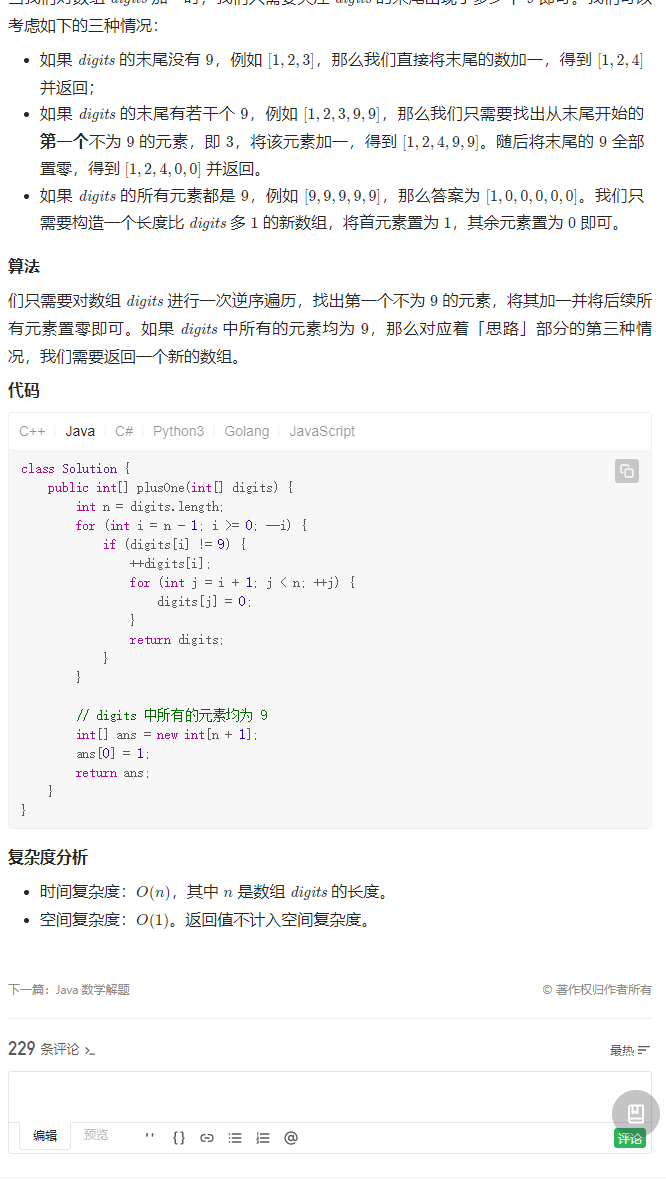 考虑如下的三种情况：
如果 digits 的末尾没有 9，例如 [1, 2, 3]，那么我们直接将末尾的数加一，得到 [1, 2, 4]
并返回；
如果 digits 的末尾有若干个 9，例如 [1, 2, 3, 9, 9]，那么我们只需要找出从末尾开始的
第一个不为 9 的元素，即 3，将该元素加一，得到 [1, 2, 4, 9, 9]。随后将末尾的 9 全部
置零，得到 [1, 2, 4, 0, 0] 并返回。
如果 digits 的所有元素都是 9，例如 [9, 9, 9, 9, 9]，那么答案为 [1, 0, 0, 0, 0, 0]。我们只
需要构造一个长度比 digits 多 1 的新数组，将首元素置为 1，其余元素置为 0 即可。
算法
们只需要对数组 digits 进行一次逆序遍历，找出第一个不为 9 的元素，将其加一并将后续所
有元素置零即可。如果 digits 中所有的元素均为 9，那么对应着「思路」部分的第三种情
况，我们需要返回一个新的数组。
代码
C++ Java C# Python3 Golang JavaScript
class Solution {
    public int[] plusOne(int[] digits) {
        int n = digits.length;
        for (int i = n - 1; i >= 0; --i) {
            if (digits[i] != 9) {
                ++digits[i];
                for (int j = i + 1; j < n; ++j) {
                    digits[j] = 0;
                }
                return digits;
            }
        }
        // digits 中所有的元素均为 9
        int[] ans = new int[n + 1];
        ans[0] = 1;
        return ans;
    }
}
复杂度分析
时间复杂度：O(n)，其中 n 是数组 digits 的长度。
空间复杂度：O(1)。返回值不计入空间复杂度。
下一篇：Java 数学解题 © 著作权归作者所有
229 条评论 最热
编辑 预览 评论